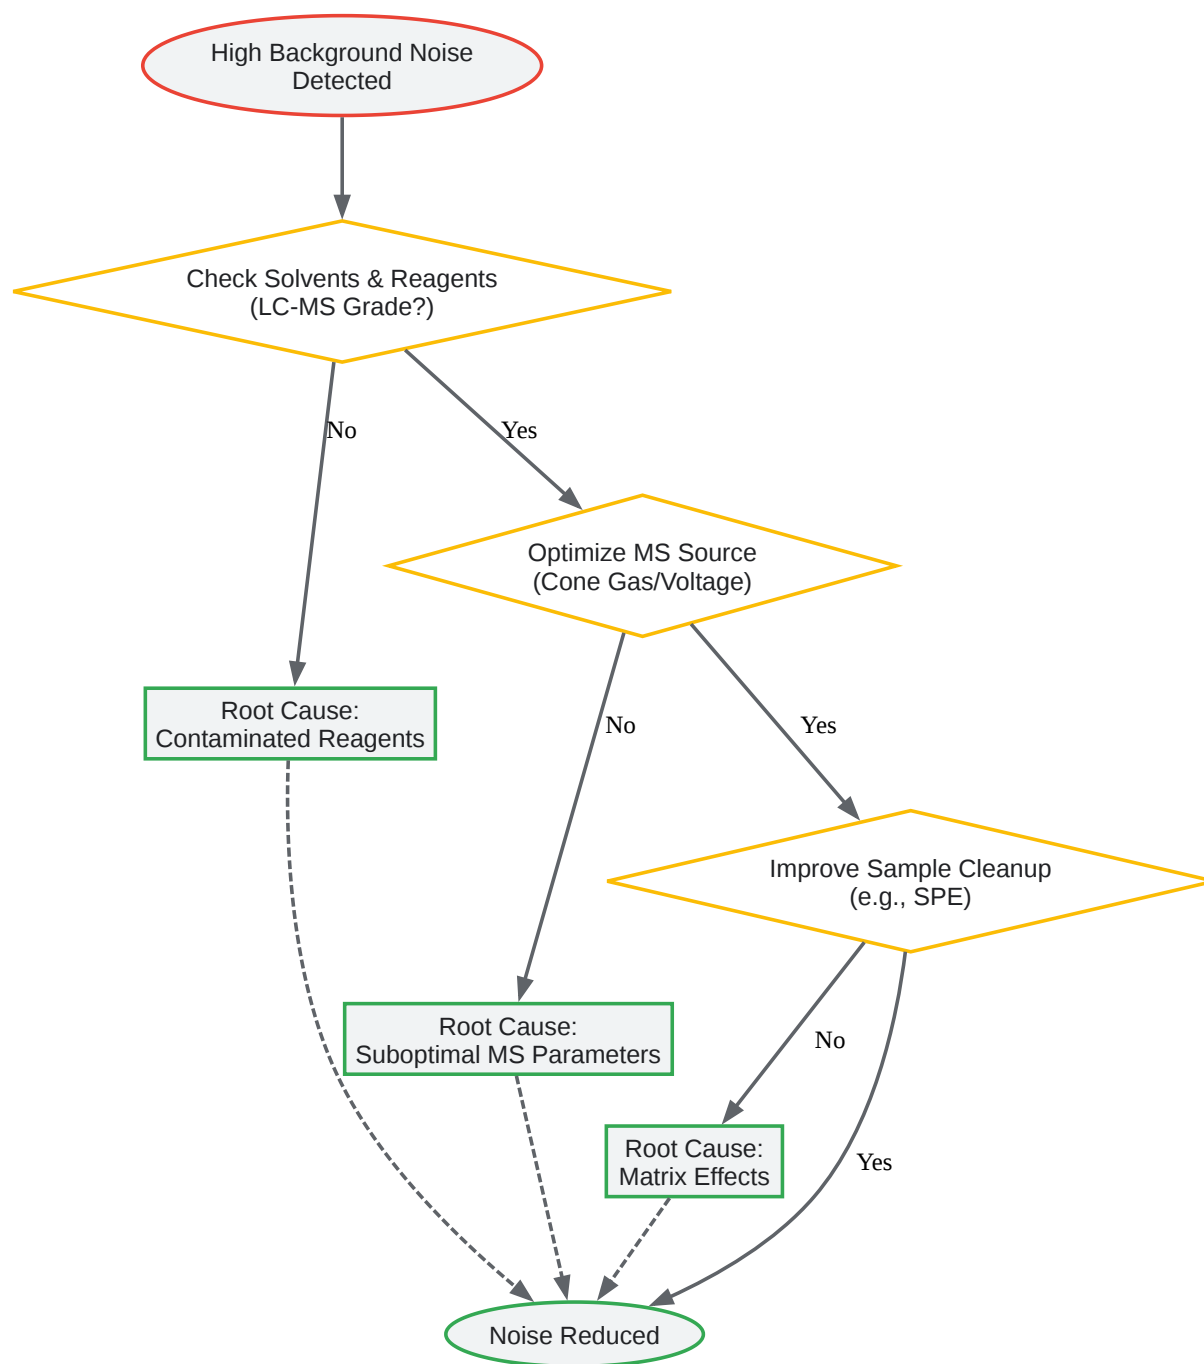 High Background Noise
Detected
Check Solvents & Reagents
(LC-MS Grade?)
No
Yes
Optimize MS Source
(Cone Gas/Voltage)
Root Cause:
Contaminated Reagents
No
Yes
Improve Sample Cleanup
(e.g., SPE)
Root Cause:
Suboptimal MS Parameters
No
Root Cause:
Matrix Effects
Yes
Noise Reduced